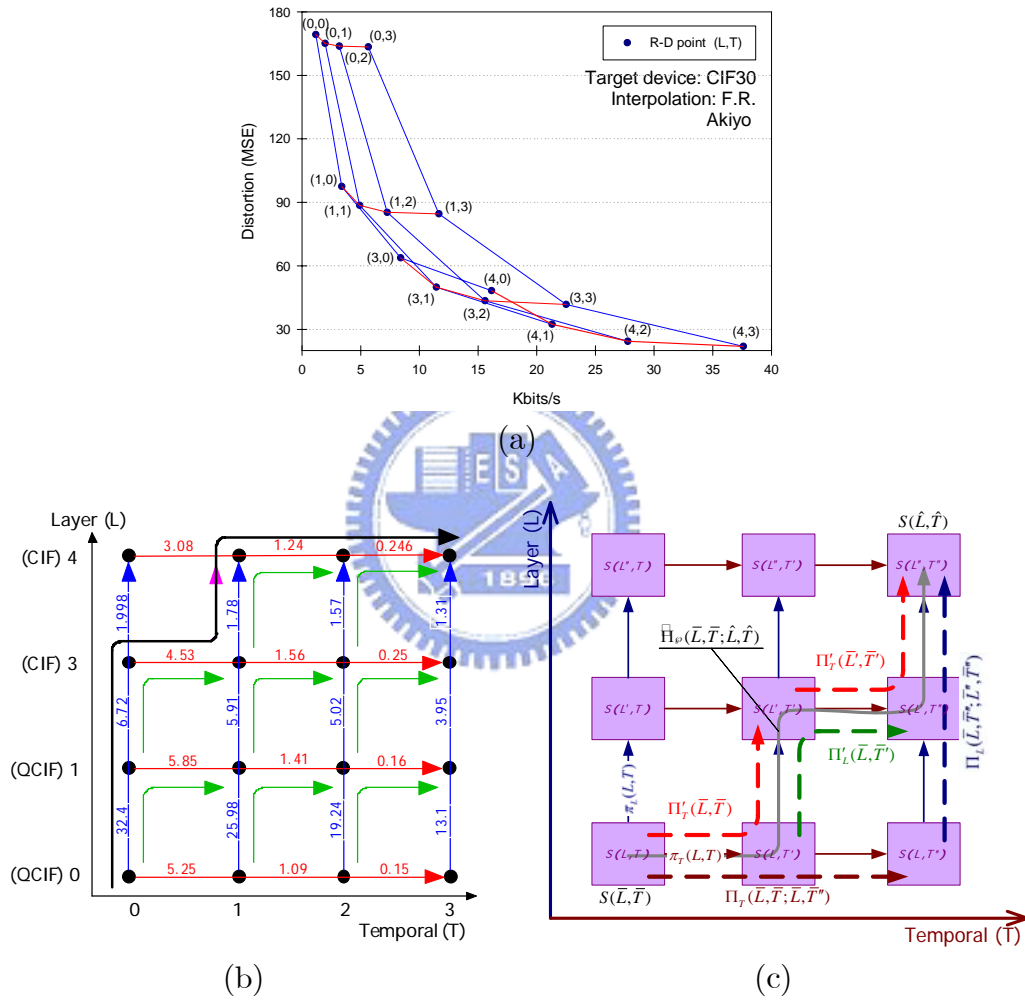 180
150
120
90
60
30
Distortion (MSE)
0 5 10 15 20 25 30 35 40
Kbits/s
R-D point (L,T)
Target device: CIF30
Interpolation: F.R.
Akiyo
(0,0)
(0,1)
(0,2)
(0,3)
(1,0)
(1,1)
(1,2)
(1,3)
(3,0)
(4,0)
(3,1)
(3,2)
(3,3)
(4,1)
(4,2)
(4,3)
(a)
E S A
1896
Layer (L)
(CIF) 4
3.08 1.24 0.246
1.998 1.78 1.57 1.31
(CIF) 3
4.53 1.56 0.25
6.72 5.91 5.02 3.95
(QCIF) 1
5.85 1.41 0.16
32.4 25.98 19.24 13.1
(QCIF) 0
5.25 1.09 0.15
0 1 2 3
Temporal (T)
(b)
Layer (L)
S(L̂,T̂)
S(L″,T) S(L″,T′) S(L″,T″)
Π̄℘(L̄,T̄;L̂,T̂)
Π′T(L̄′,T̄′)
S(L′,T) S(L′,T′) S(L′,T″)
ΠL(L̄,T̄″;L̄″,T̄″)
Π′L(L̄,T̄′)
πL(L,T)
Π′T(L̄,T̄)
S(L,T) πT(L,T) S(L,T′) S(L,T″)
S(L̄,T̄)
ΠT(L̄,T̄;L̄,T̄″)
Temporal (T)
(c)